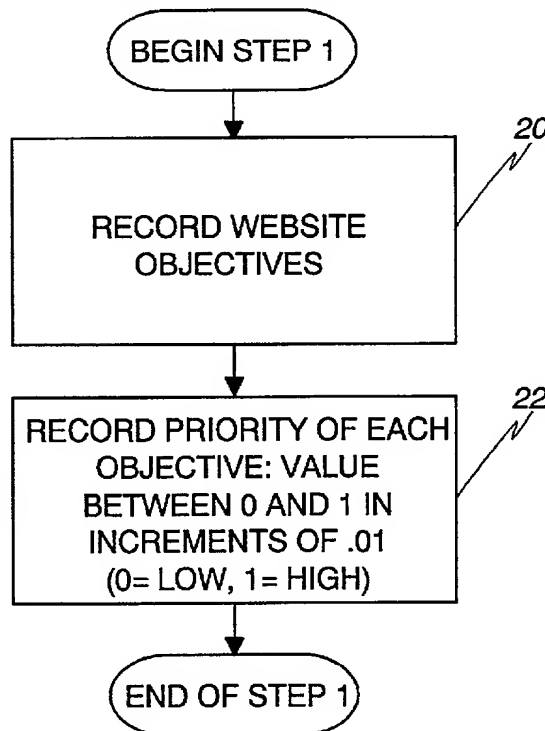 BEGIN STEP 1
20
RECORD WEBSITE
OBJECTIVES
22
RECORD PRIORITY OF EACH
OBJECTIVE: VALUE
BETWEEN 0 AND 1 IN
INCREMENTS OF .01
(0= LOW, 1= HIGH)
END OF STEP 1